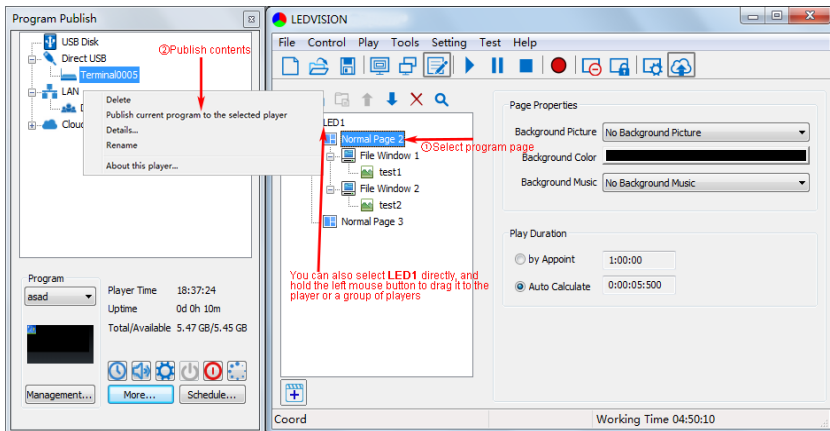 Program Publish
USB Disk
Direct USB
Terminal0005
LAN
Cloud
②Publish contents
Delete
Publish current program to the selected player
Details...
Rename
About this player...
Program
asad
Player Time 18:37:24
Uptime 0d 0h 10m
Total/Available 5.47 GB/5.45 GB
Management...
More...
Schedule...
LEDVISION
File Control Play Tools Setting Test Help
LED1
Normal Page 2
①Select program page
File Window 1
test1
File Window 2
test2
Normal Page 3
You can also select LED1 directly, and
hold the left mouse button to drag it to the
player or a group of players
Page Properties
Background Picture No Background Picture
Background Color
Background Music No Background Music
Play Duration
by Appoint 1:00:00
Auto Calculate 0:00:05:500
Coord
Working Time 04:50:10